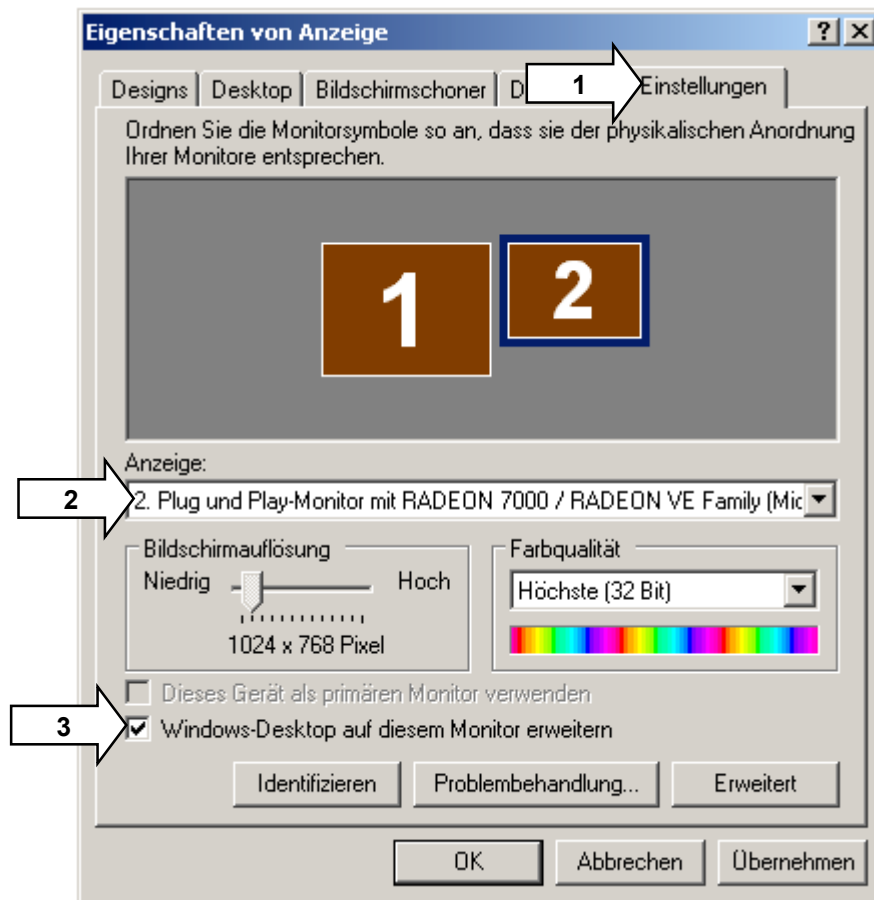 Eigenschaften von Anzeige
Designs Desktop Bildschirmschoner D 1 Einstellungen
Ordnen Sie die Monitorsymbole so an, dass sie der physikalischen Anordnung
Ihrer Monitore entsprechen.
1 2
Anzeige:
2 2. Plug und Play-Monitor mit RADEON 7000 / RADEON VE Family (Mic
Bildschirmauflösung Farbqualität
Niedrig Hoch Höchste (32 Bit)
1024 x 768 Pixel
Dieses Gerät als primären Monitor verwenden
3 Windows-Desktop auf diesem Monitor erweitern
Identifizieren Problembehandlung... Erweitert
OK Abbrechen Übernehmen